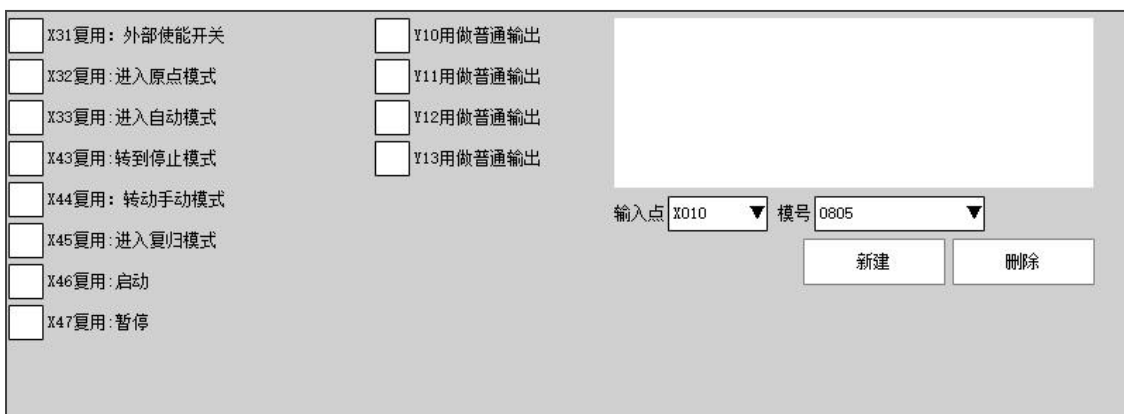 X31复用: 外部使能开关
X32复用:进入原点模式
X33复用:进入自动模式
X43复用:转到停止模式
X44复用: 转动手动模式
X45复用:进入复归模式
X46复用:启动
X47复用:暂停
Y10用做普通输出
Y11用做普通输出
Y12用做普通输出
Y13用做普通输出
输入点 X010 ▼ 模号 0805 ▼
新建 删除